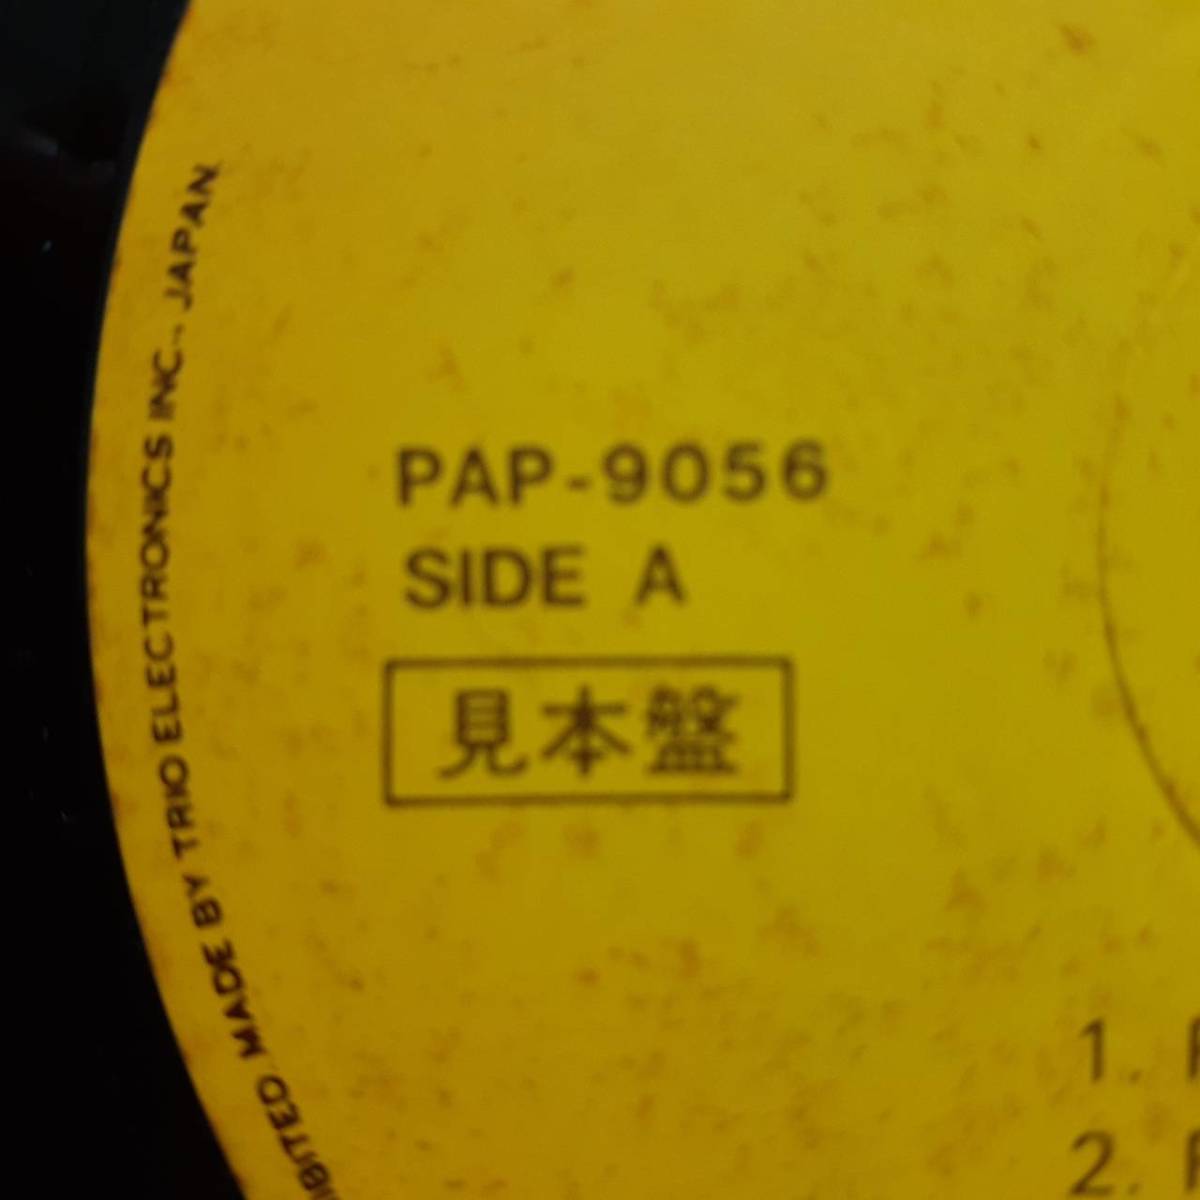 PAP-9056
SIDE A
見本盤
1.
2.
MADE BY TRIO ELECTRONICS INC., JAPAN